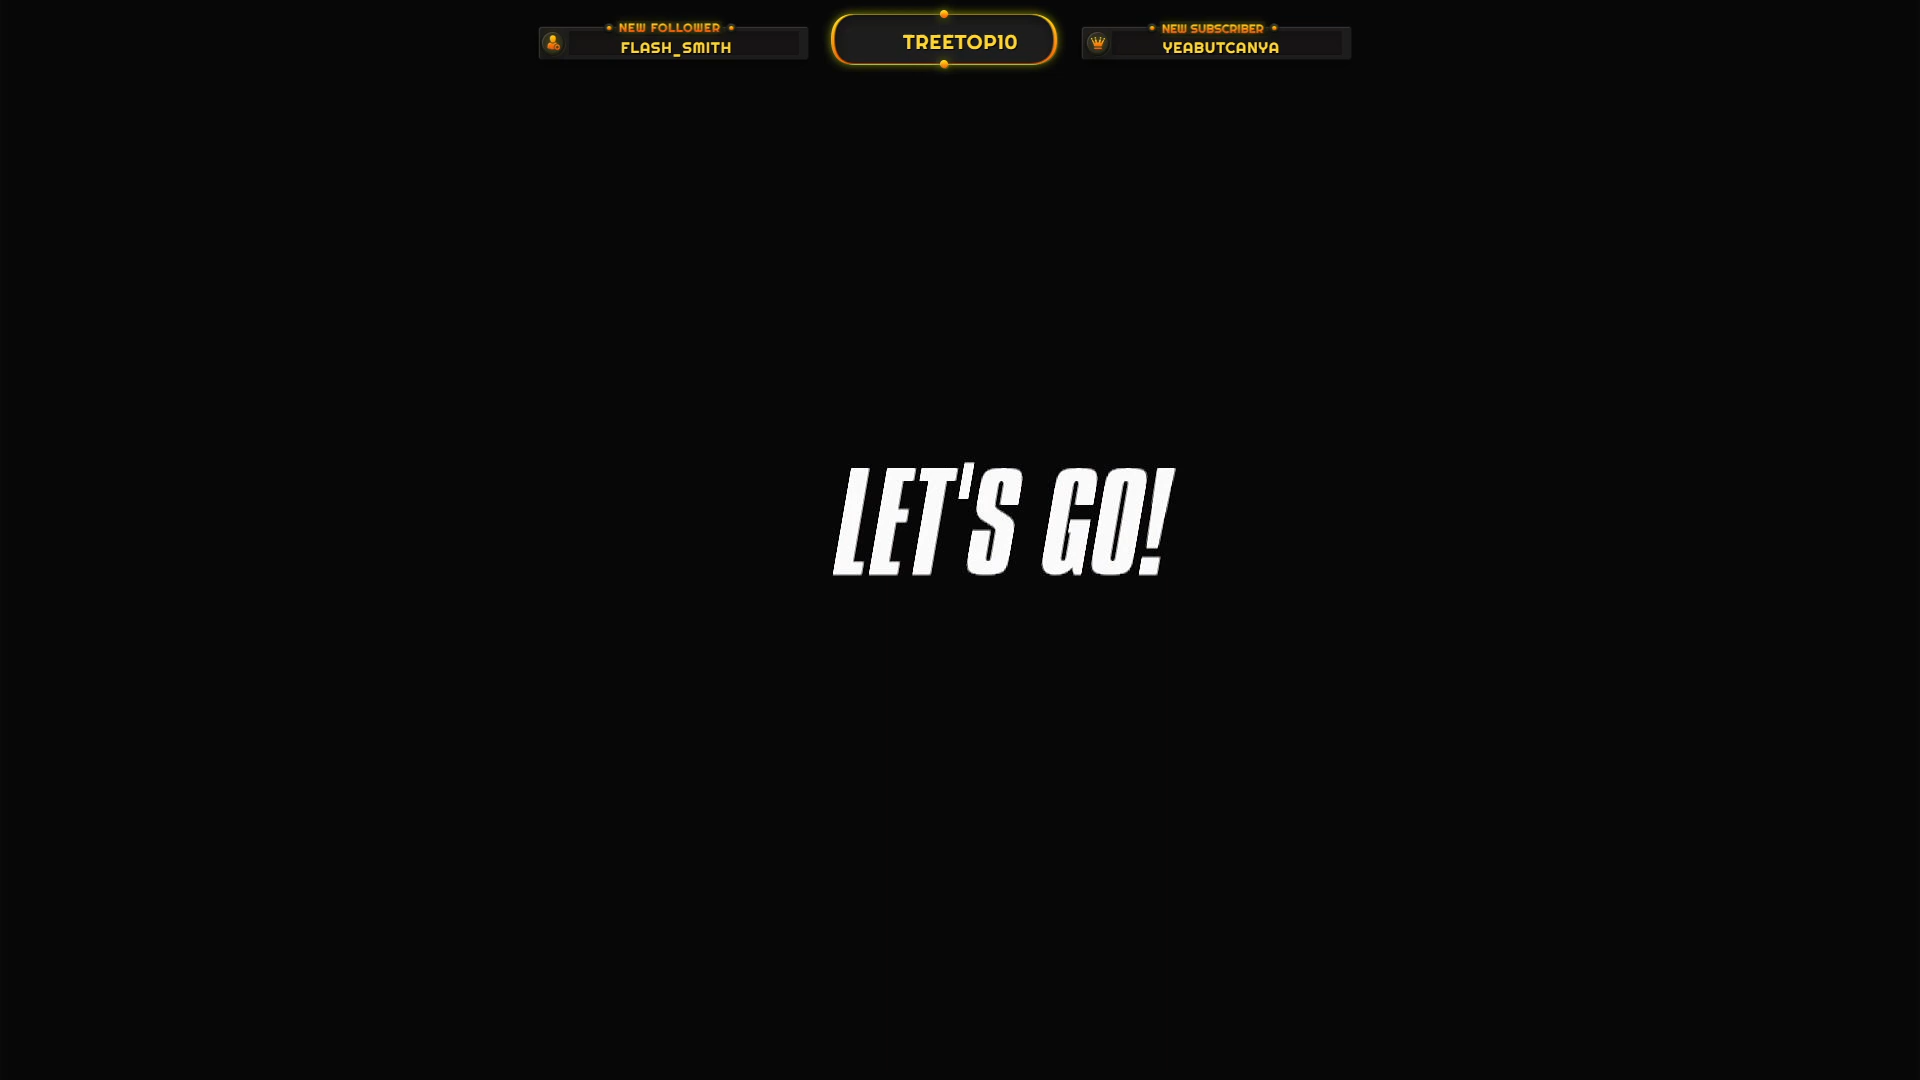 NEW FOLLOWER
FLASH_SMITH
TREETOP10
NEW SUBSCRIBER
YEABUTCANYA
LET'S GO!